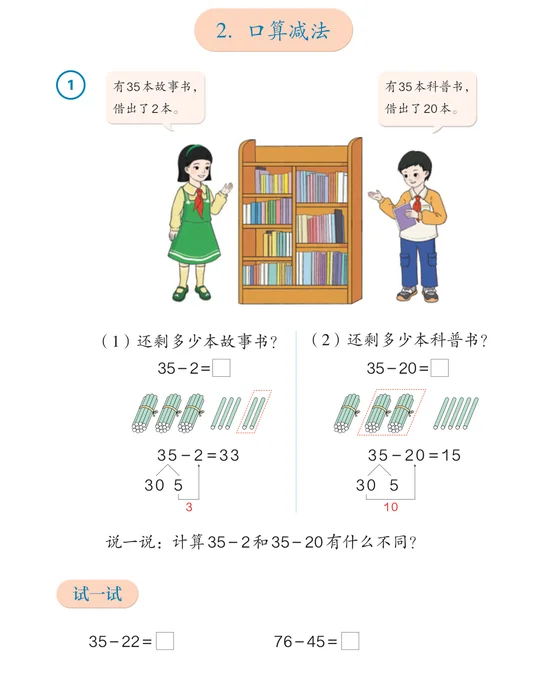 2. 口算减法
1
有35本故事书，
借出了2本。
有35本科普书，
借出了20本。
（1）还剩多少本故事书？
35－2＝□
35－2＝33
30 5
3
（2）还剩多少本科普书？
35－20＝□
35－20＝15
30 5
10
说一说：计算35－2和35－20有什么不同？
试一试
35－22＝□
76－45＝□